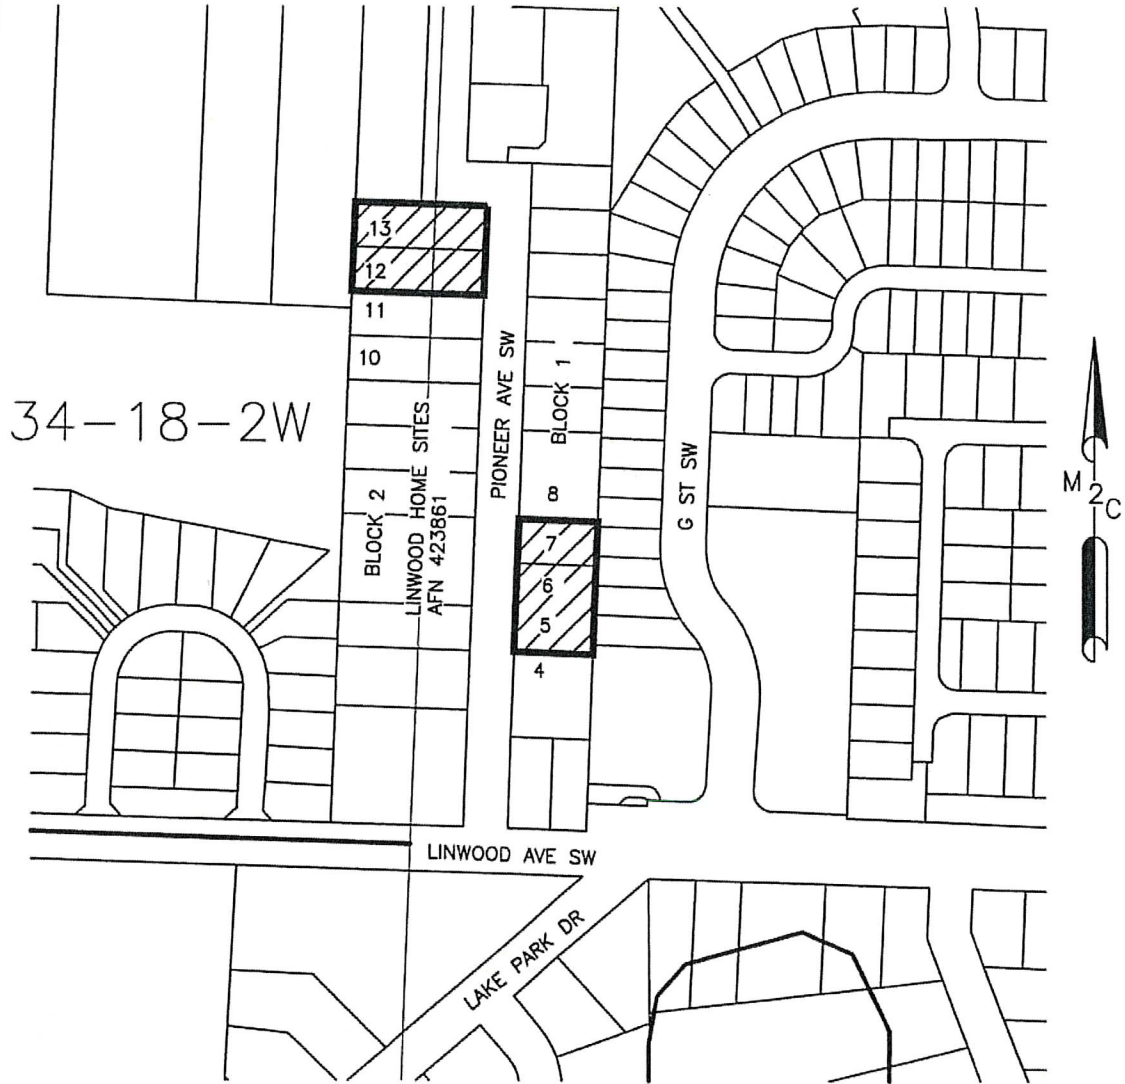 13
12
11
10
34-18-2W
PIONEER AVE SW
BLOCK 1
BLOCK 2
LINWOOD HOME SITES
AFN 423861
G ST SW
M2C
8
7
6
5
4
LINWOOD AVE SW
LAKE PARK DR